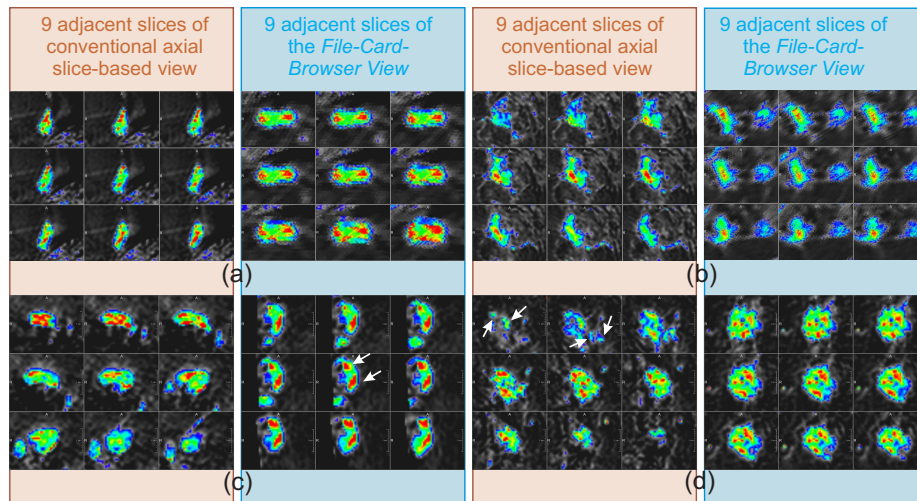 9 adjacent slices of
conventional axial
slice-based view
9 adjacent slices of
the File-Card-
Browser View
9 adjacent slices of
conventional axial
slice-based view
9 adjacent slices of
the File-Card-
Browser View
(a)
(b)
(c)
(d)